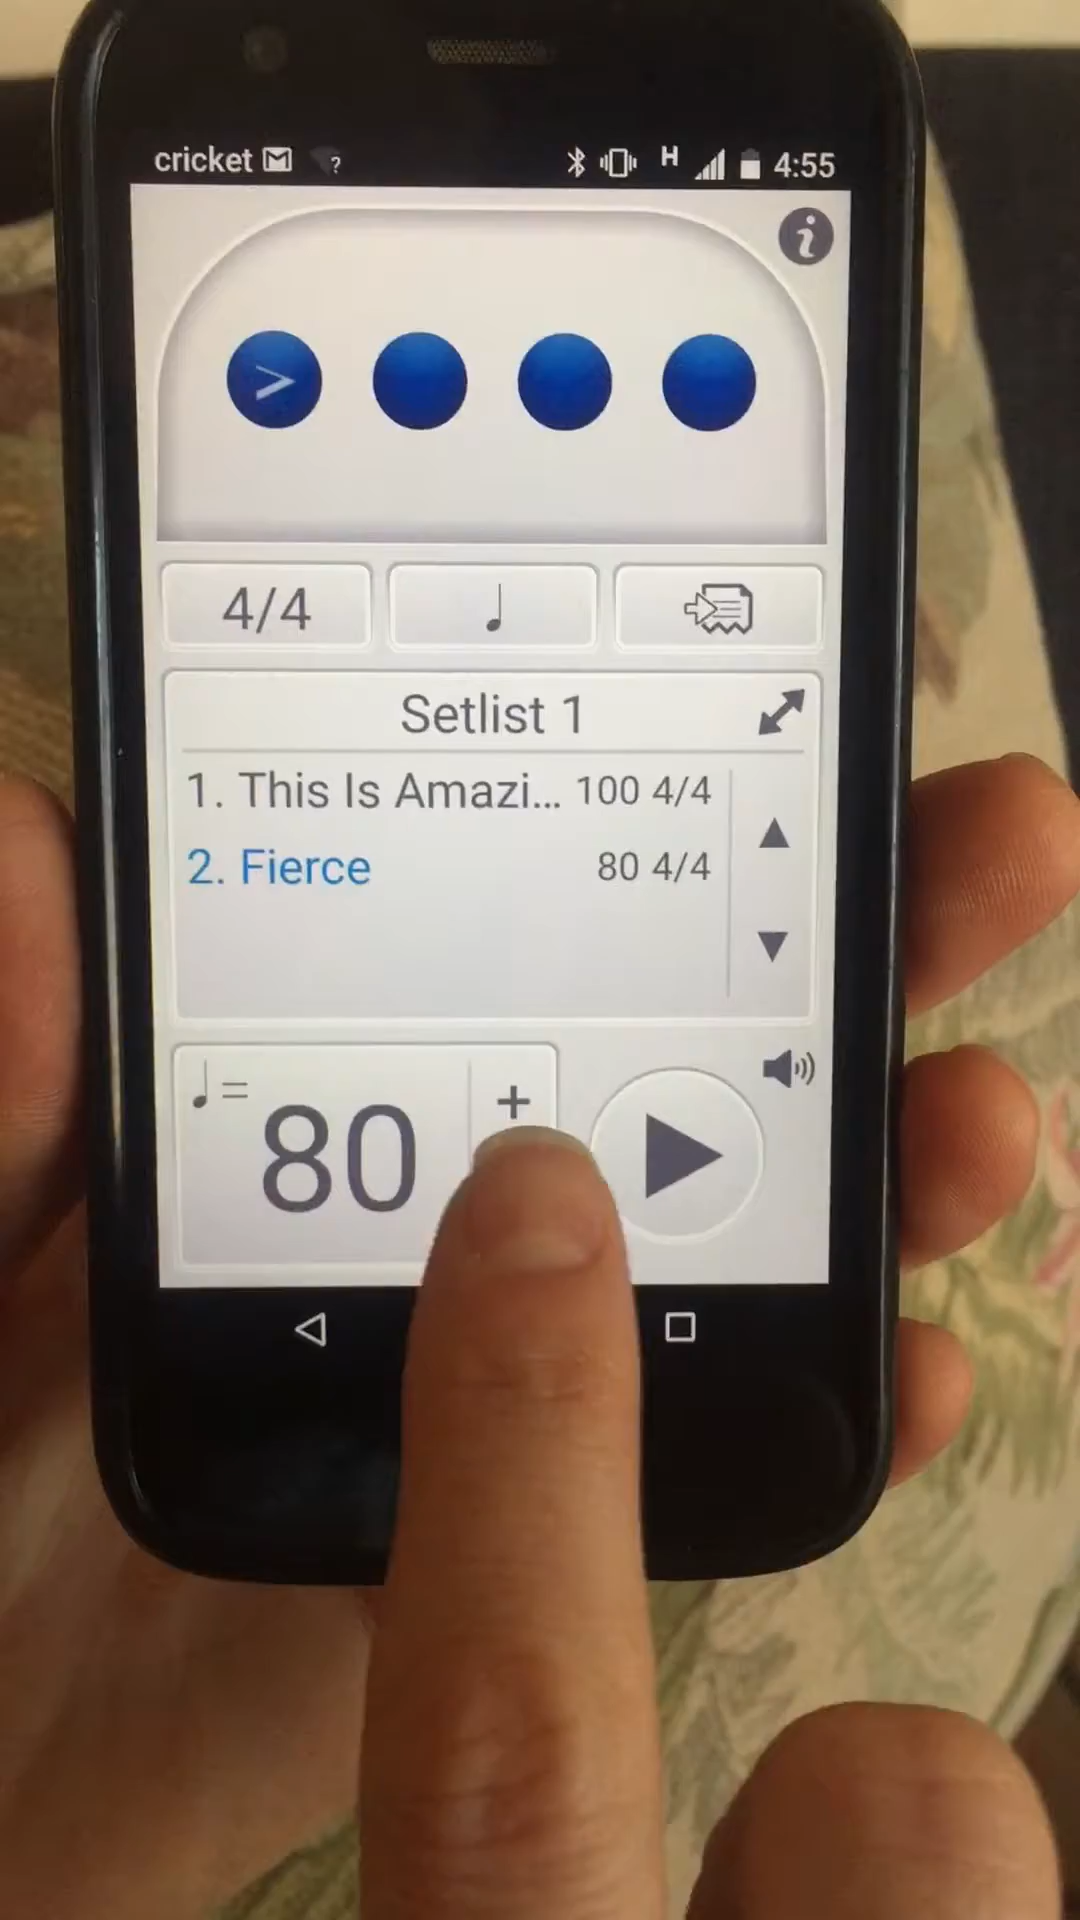 cricket ? H 4:55
>
4/4
Setlist 1
1. This Is Amazi... 100 4/4
2. Fierce 80 4/4
= 80 +